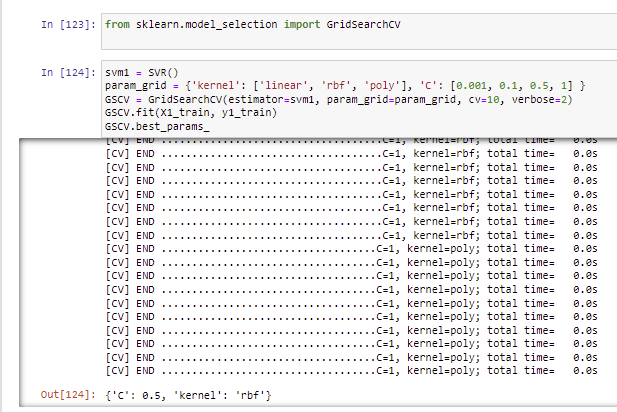 In [123]: from sklearn.model_selection import GridSearchCV
In [124]: svm1 = SVR()
param_grid = {'kernel': ['linear', 'rbf', 'poly'], 'C': [0.001, 0.1, 0.5, 1] }
GSCV = GridSearchCV(estimator=svm1, param_grid=param_grid, cv=10, verbose=2)
GSCV.fit(X1_train, y1_train)
GSCV.best_params_
[CV] END ...................................C=1, kernel=rbf; total time=   0.0s
[CV] END ...................................C=1, kernel=rbf; total time=   0.0s
[CV] END ...................................C=1, kernel=rbf; total time=   0.0s
[CV] END ...................................C=1, kernel=rbf; total time=   0.0s
[CV] END ...................................C=1, kernel=rbf; total time=   0.0s
[CV] END ...................................C=1, kernel=rbf; total time=   0.0s
[CV] END ...................................C=1, kernel=rbf; total time=   0.0s
[CV] END ...................................C=1, kernel=rbf; total time=   0.0s
[CV] END ..................................C=1, kernel=poly; total time=   0.0s
[CV] END ..................................C=1, kernel=poly; total time=   0.0s
[CV] END ..................................C=1, kernel=poly; total time=   0.0s
[CV] END ..................................C=1, kernel=poly; total time=   0.0s
[CV] END ..................................C=1, kernel=poly; total time=   0.0s
[CV] END ..................................C=1, kernel=poly; total time=   0.0s
[CV] END ..................................C=1, kernel=poly; total time=   0.0s
[CV] END ..................................C=1, kernel=poly; total time=   0.0s
[CV] END ..................................C=1, kernel=poly; total time=   0.0s
[CV] END ..................................C=1, kernel=poly; total time=   0.0s
Out[124]: {'C': 0.5, 'kernel': 'rbf'}